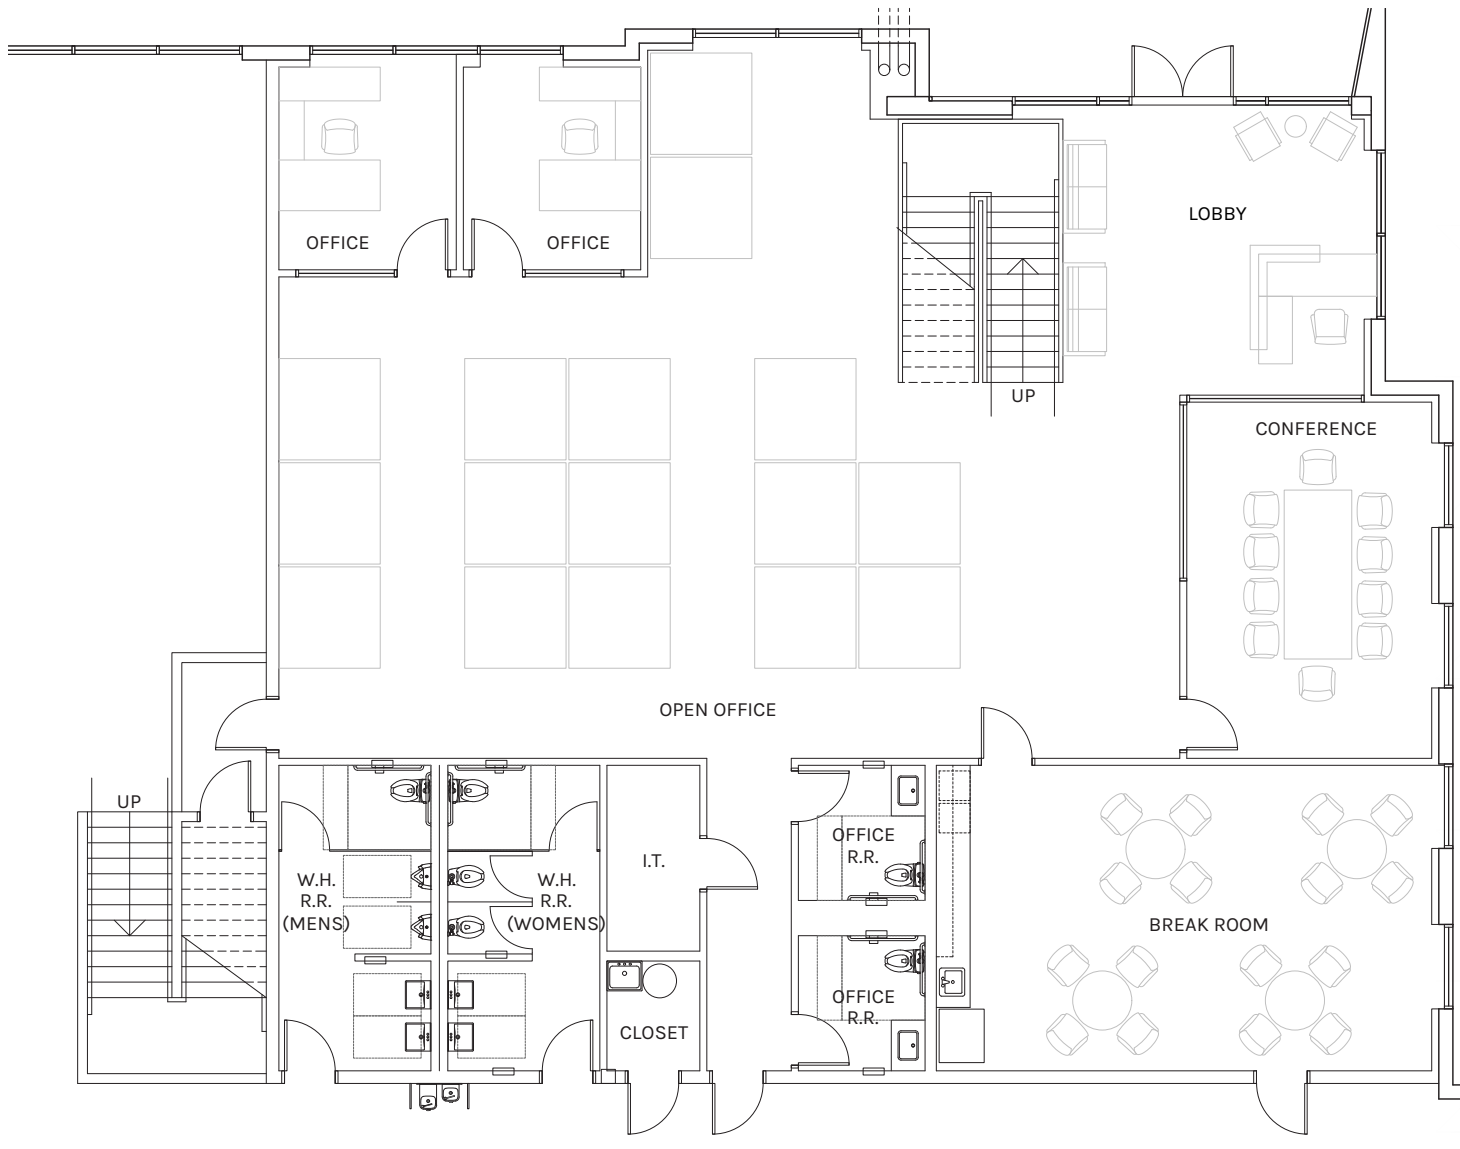 LOBBY
OFFICE
OFFICE
UP
CONFERENCE
OPEN OFFICE
UP
OFFICE
R.R.
I.T.
W.H.
R.R.
(MENS)
W.H.
R.R.
(WOMENS)
BREAK ROOM
OFFICE
R.R.
CLOSET